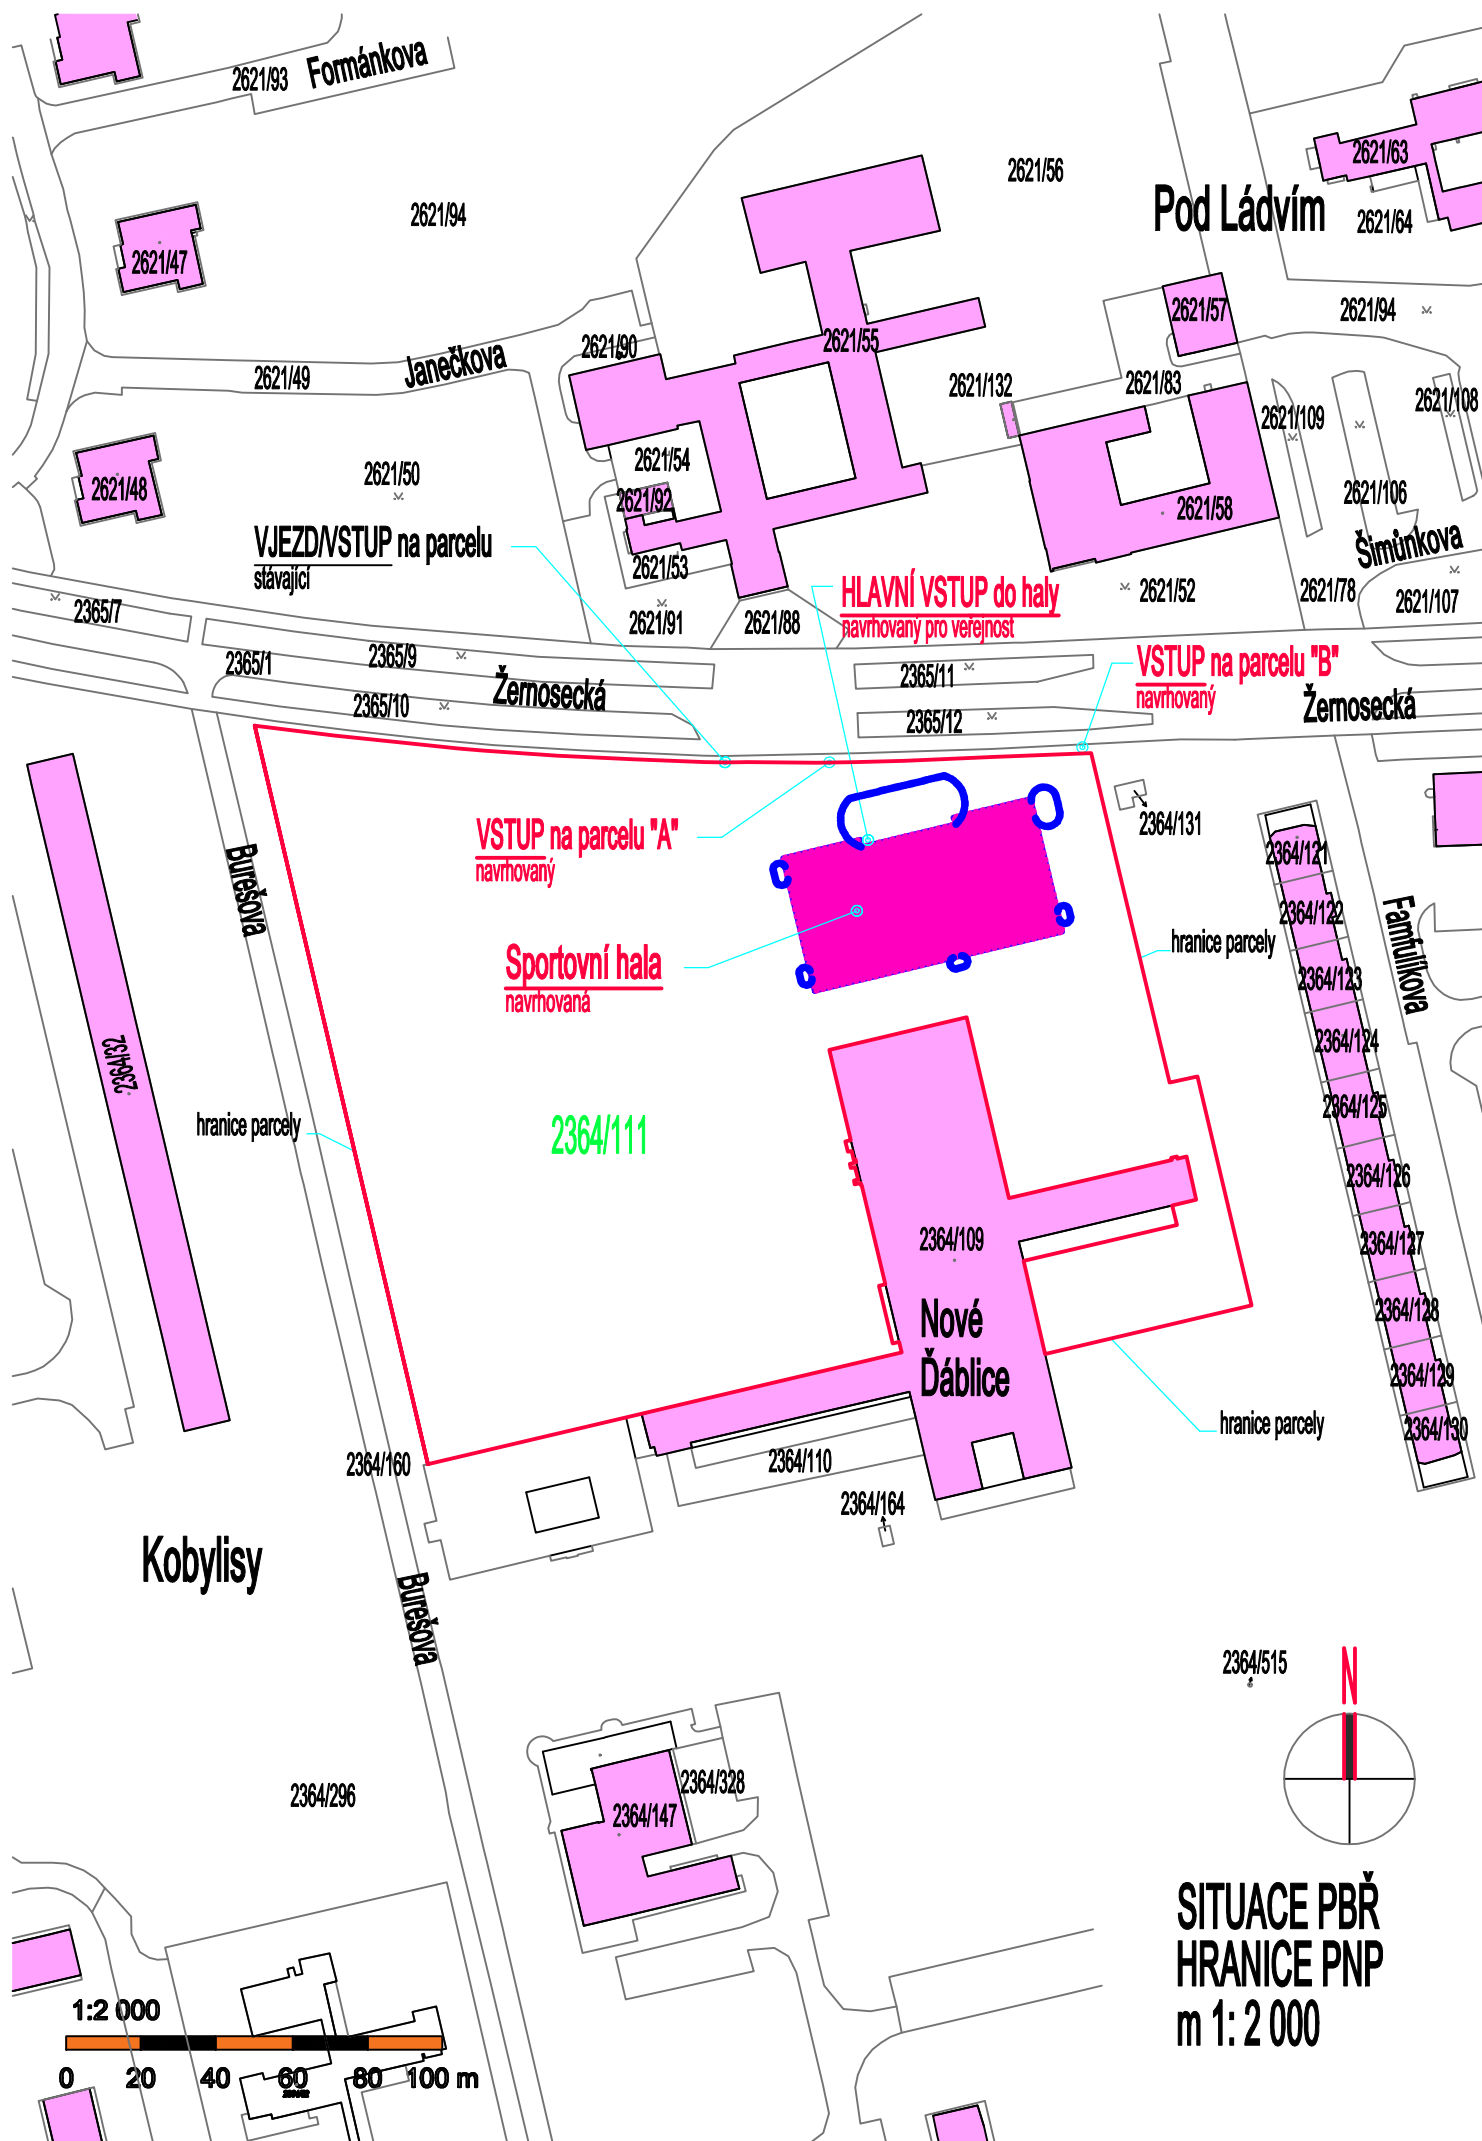 2621/93
Formánkova
2621/63
2621/56
Pod Ládvím
2621/64
2621/94
2621/47
2621/57
2621/94
2621/90
2621/55
Janečkova
2621/49
2621/132
2621/83
2621/108
2621/109
2621/54
2621/50
2621/48
2621/92
2621/106
2621/58
VJEZD/VSTUP na parcelu
stávající
Šimůnkova
2621/53
HLAVNÍ VSTUP do haly
navrhovaný pro veřejnost
2621/52
2621/78
2621/107
2365/7
2621/91
2621/88
2365/1
2365/9
VSTUP na parcelu "B"
navrhovaný
2365/11
Žernosecká
2365/10
Žernosecká
2365/12
2364/131
VSTUP na parcelu "A"
navrhovaný
2364/121
Burešova
2364/122
Famfulíkova
hranice parcely
Sportovní hala
navrhovaná
2364/123
2364/124
2364/32
2364/125
hranice parcely
2364/111
2364/126
2364/109
2364/127
Nové
Ďáblice
2364/128
2364/129
hranice parcely
2364/130
2364/160
2364/110
2364/164
Kobylisy
Burešova
2364/515
N
2364/296
2364/328
2364/147
SITUACE PBŘ
HRANICE PNP
m 1: 2 000
1:2 000
0 20 40 60 80 100 m